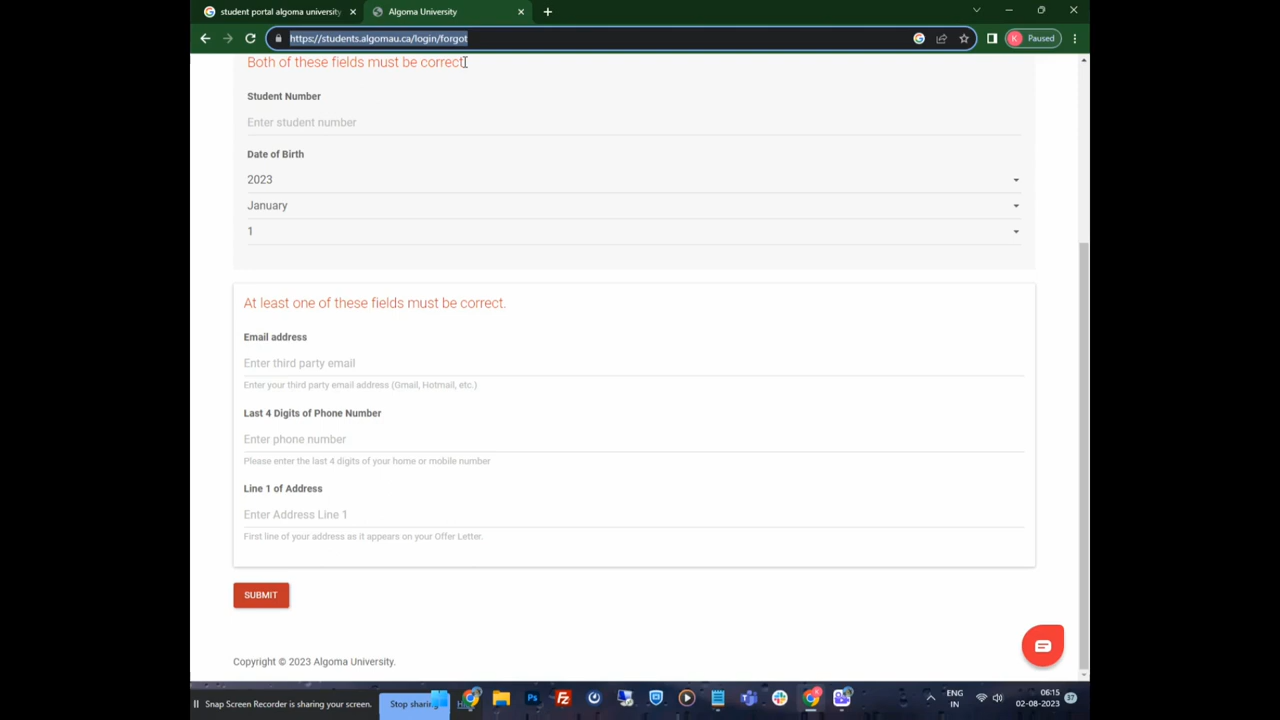 student portal algoma university
Algoma University
https://students.algomau.ca/login/forgot
K Paused
Both of these fields must be correct.
Student Number
Enter student number
Date of Birth
2023
January
1
At least one of these fields must be correct.
Email address
Enter third party email
Enter your third party email address (Gmail, Hotmail, etc.)
Last 4 Digits of Phone Number
Enter phone number
Please enter the last 4 digits of your home or mobile number
Line 1 of Address
Enter Address Line 1
First line of your address as it appears on your Offer Letter.
SUBMIT
Copyright © 2023 Algoma University.
Snap Screen Recorder is sharing your screen.
Stop sharing
ENG
IN
06:15
02-08-2023
37